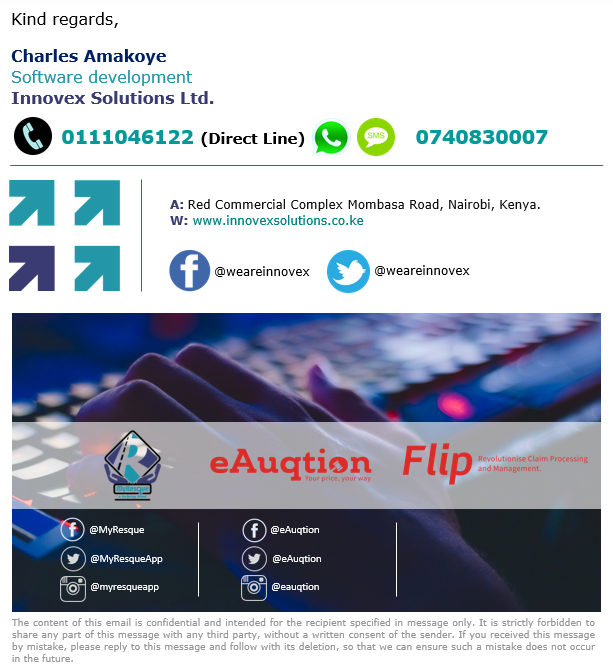 Kind regards,
Charles Amakoye
Software development
Innovex Solutions Ltd.
0111046122 (Direct Line) SMS 0740830007
A: Red Commercial Complex Mombasa Road, Nairobi, Kenya.
W: www.innovexsolutions.co.ke
@weareinnovex @weareinnovex
MyResque
eAuqtion
Your price, your way
Flip
Revolutionise Claim Processing
and Management.
@MyResque @eAuqtion
@MyResqueApp @eAuqtion
@myresqueapp @eauqtion
The content of this email is confidential and intended for the recipient specified in message only. It is strictly forbidden to
share any part of this message with any third party, without a written consent of the sender. If you received this message
by mistake, please reply to this message and follow with its deletion, so that we can ensure such a mistake does not occur
in the future.